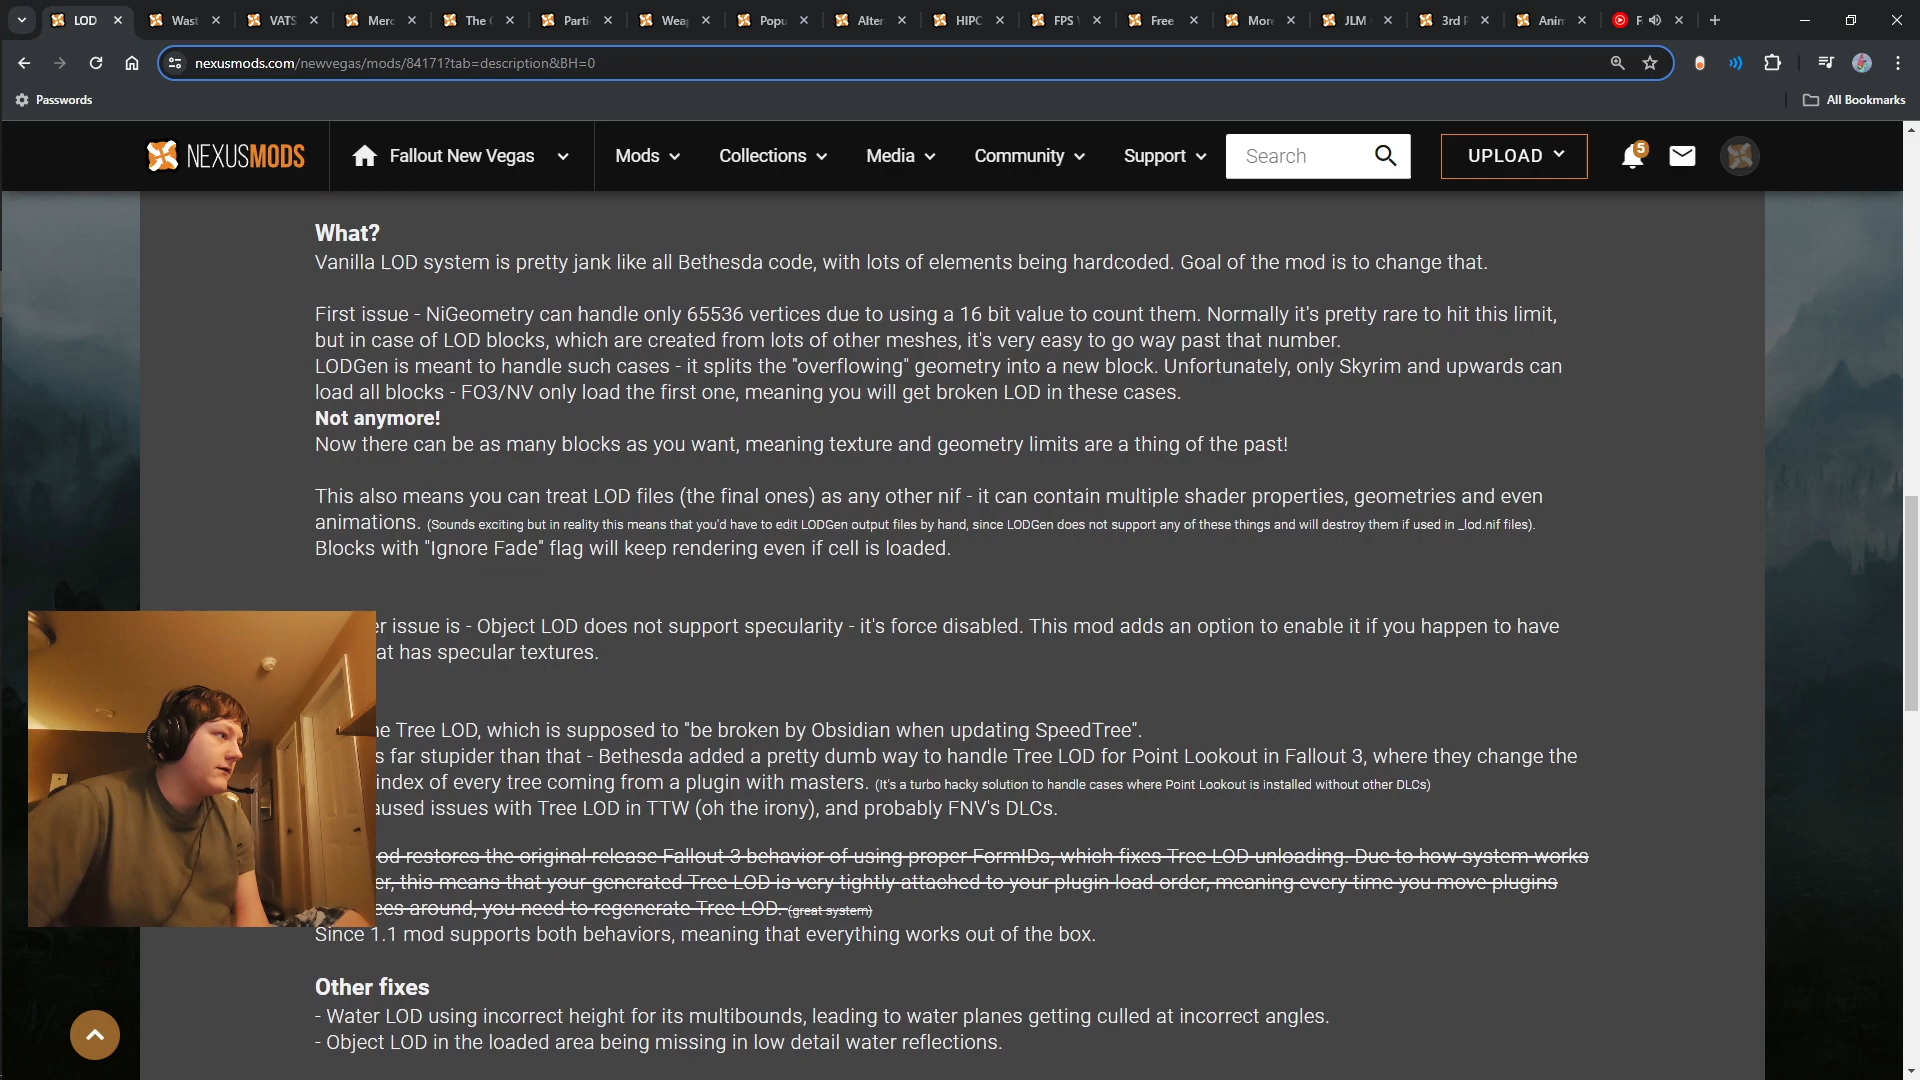 LOD
Wast
VATS
Merc
The
Parti
Wea
Popu
Alter
HIPC
FPS
Free
More
JLM
3rd
Anim
nexusmods.com/newvegas/mods/84171?tab=description&BH=0
Passwords
All Bookmarks
NEXUSMODS
Fallout New Vegas
Mods
Collections
Media
Community
Support
Search
UPLOAD
5
What?
Vanilla LOD system is pretty jank like all Bethesda code, with lots of elements being hardcoded. Goal of the mod is to change that.
First issue - NiGeometry can handle only 65536 vertices due to using a 16 bit value to count them. Normally it's pretty rare to hit this limit,
but in case of LOD blocks, which are created from lots of other meshes, it's very easy to go way past that number.
LODGen is meant to handle such cases - it splits the "overflowing" geometry into a new block. Unfortunately, only Skyrim and upwards can
load all blocks - FO3/NV only load the first one, meaning you will get broken LOD in these cases.
Not anymore!
Now there can be as many blocks as you want, meaning texture and geometry limits are a thing of the past!
This also means you can treat LOD files (the final ones) as any other nif - it can contain multiple shader properties, geometries and even
animations. (Sounds exciting but in reality this means that you'd have to edit LODGen output files by hand, since LODGen does not support any of these things and will destroy them if used in _lod.nif files).
Blocks with "Ignore Fade" flag will keep rendering even if cell is loaded.
er issue is - Object LOD does not support specularity - it's force disabled. This mod adds an option to enable it if you happen to have
at has specular textures.
e Tree LOD, which is supposed to "be broken by Obsidian when updating SpeedTree".
s far stupider than that - Bethesda added a pretty dumb way to handle Tree LOD for Point Lookout in Fallout 3, where they change the
index of every tree coming from a plugin with masters. (It's a turbo hacky solution to handle cases where Point Lookout is installed without other DLCs)
aused issues with Tree LOD in TTW (oh the irony), and probably FNV's DLCs.
od restores the original release Fallout 3 behavior of using proper FormIDs, which fixes Tree LOD unloading. Due to how system works
er, this means that your generated Tree LOD is very tightly attached to your plugin load order, meaning every time you move plugins
ees around, you need to regenerate Tree LOD. (great system)
Since 1.1 mod supports both behaviors, meaning that everything works out of the box.
Other fixes
- Water LOD using incorrect height for its multibounds, leading to water planes getting culled at incorrect angles.
- Object LOD in the loaded area being missing in low detail water reflections.